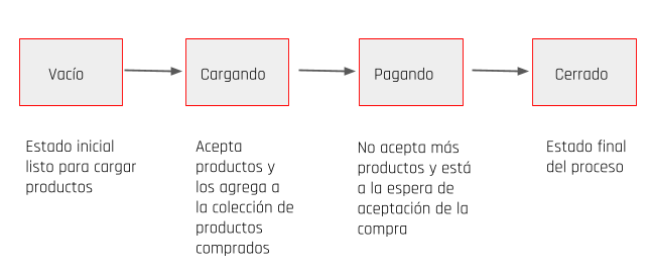 Vacío
Cargando
Pagando
Cerrado
Estado inicial
listo para cargar
productos
Acepta
productos y
los agrega a
la colección de
productos
comprados
No acepta más
productos y está
a la espera de
aceptación de la
compra
Estado final
del proceso